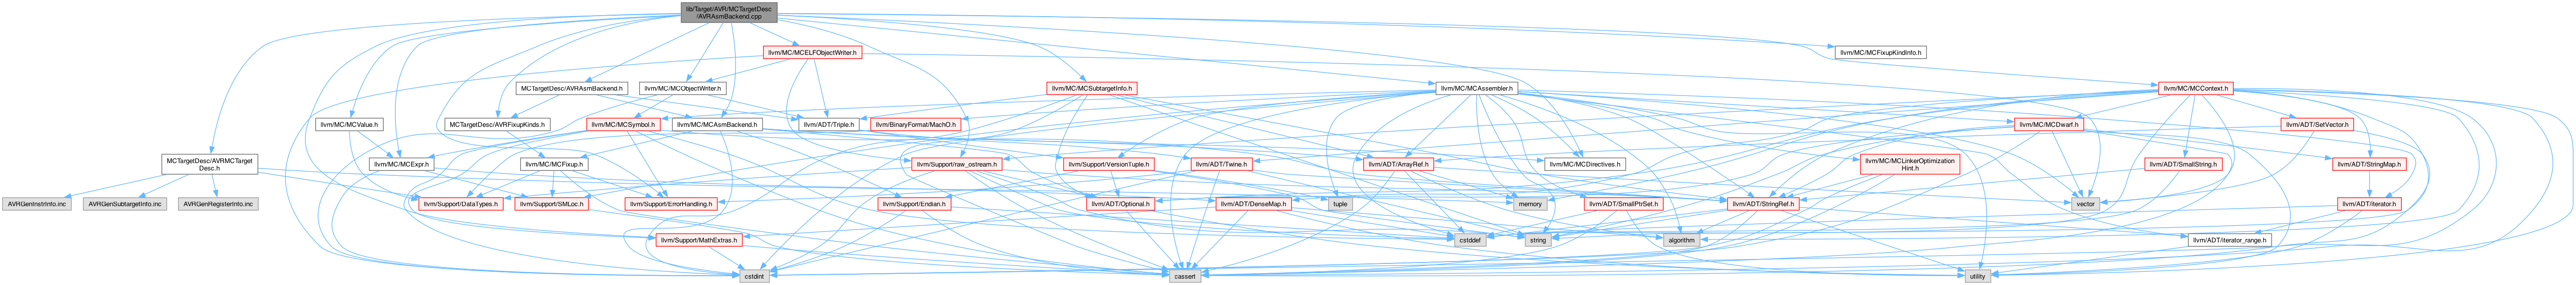 lib/Target/AVR/MCTargetDesc
/AVRAsmBackend.cpp
llvm/MC/MCELFObjectWriter.h
llvm/MC/MCFixupKindInfo.h
MCTargetDesc/AVRAsmBackend.h
llvm/MC/MCObjectWriter.h
llvm/MC/MCSubtargetInfo.h
llvm/MC/MCAssembler.h
llvm/MC/MCContext.h
llvm/MC/MCValue.h
MCTargetDesc/AVRFixupKinds.h
llvm/MC/MCSymbol.h
llvm/MC/MCAsmBackend.h
llvm/ADT/Triple.h
llvm/BinaryFormat/MachO.h
llvm/MC/MCDwarf.h
llvm/ADT/SetVector.h
MCTargetDesc/AVRMCTarget
Desc.h
llvm/MC/MCExpr.h
llvm/MC/MCFixup.h
llvm/Support/raw_ostream.h
llvm/Support/VersionTuple.h
llvm/ADT/Twine.h
llvm/ADT/ArrayRef.h
llvm/MC/MCDirectives.h
llvm/MC/MCLinkerOptimization
Hint.h
llvm/ADT/SmallString.h
llvm/ADT/StringMap.h
AVRGenInstrInfo.inc
AVRGenSubtargetInfo.inc
AVRGenRegisterInfo.inc
llvm/Support/DataTypes.h
llvm/Support/SMLoc.h
llvm/Support/ErrorHandling.h
llvm/Support/Endian.h
llvm/ADT/Optional.h
llvm/ADT/DenseMap.h
tuple
memory
llvm/ADT/SmallPtrSet.h
llvm/ADT/StringRef.h
vector
llvm/ADT/iterator.h
llvm/Support/MathExtras.h
cstddef
string
algorithm
llvm/ADT/iterator_range.h
cstdint
cassert
utility